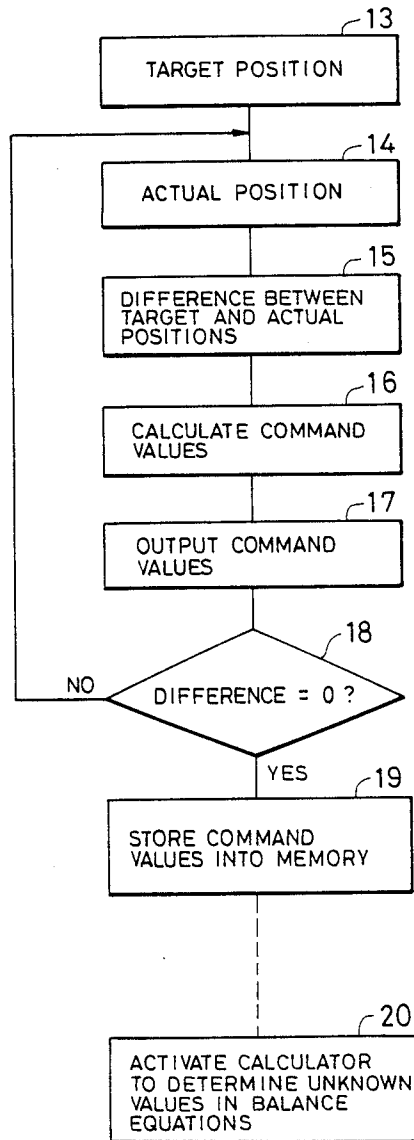 13
TARGET POSITION
14
ACTUAL POSITION
15
DIFFERENCE BETWEEN
TARGET AND ACTUAL
POSITIONS
16
CALCULATE COMMAND
VALUES
17
OUTPUT COMMAND
VALUES
18
NO
DIFFERENCE = 0 ?
YES
19
STORE COMMAND
VALUES INTO MEMORY
20
ACTIVATE CALCULATOR
TO DETERMINE UNKNOWN
VALUES IN BALANCE
EQUATIONS